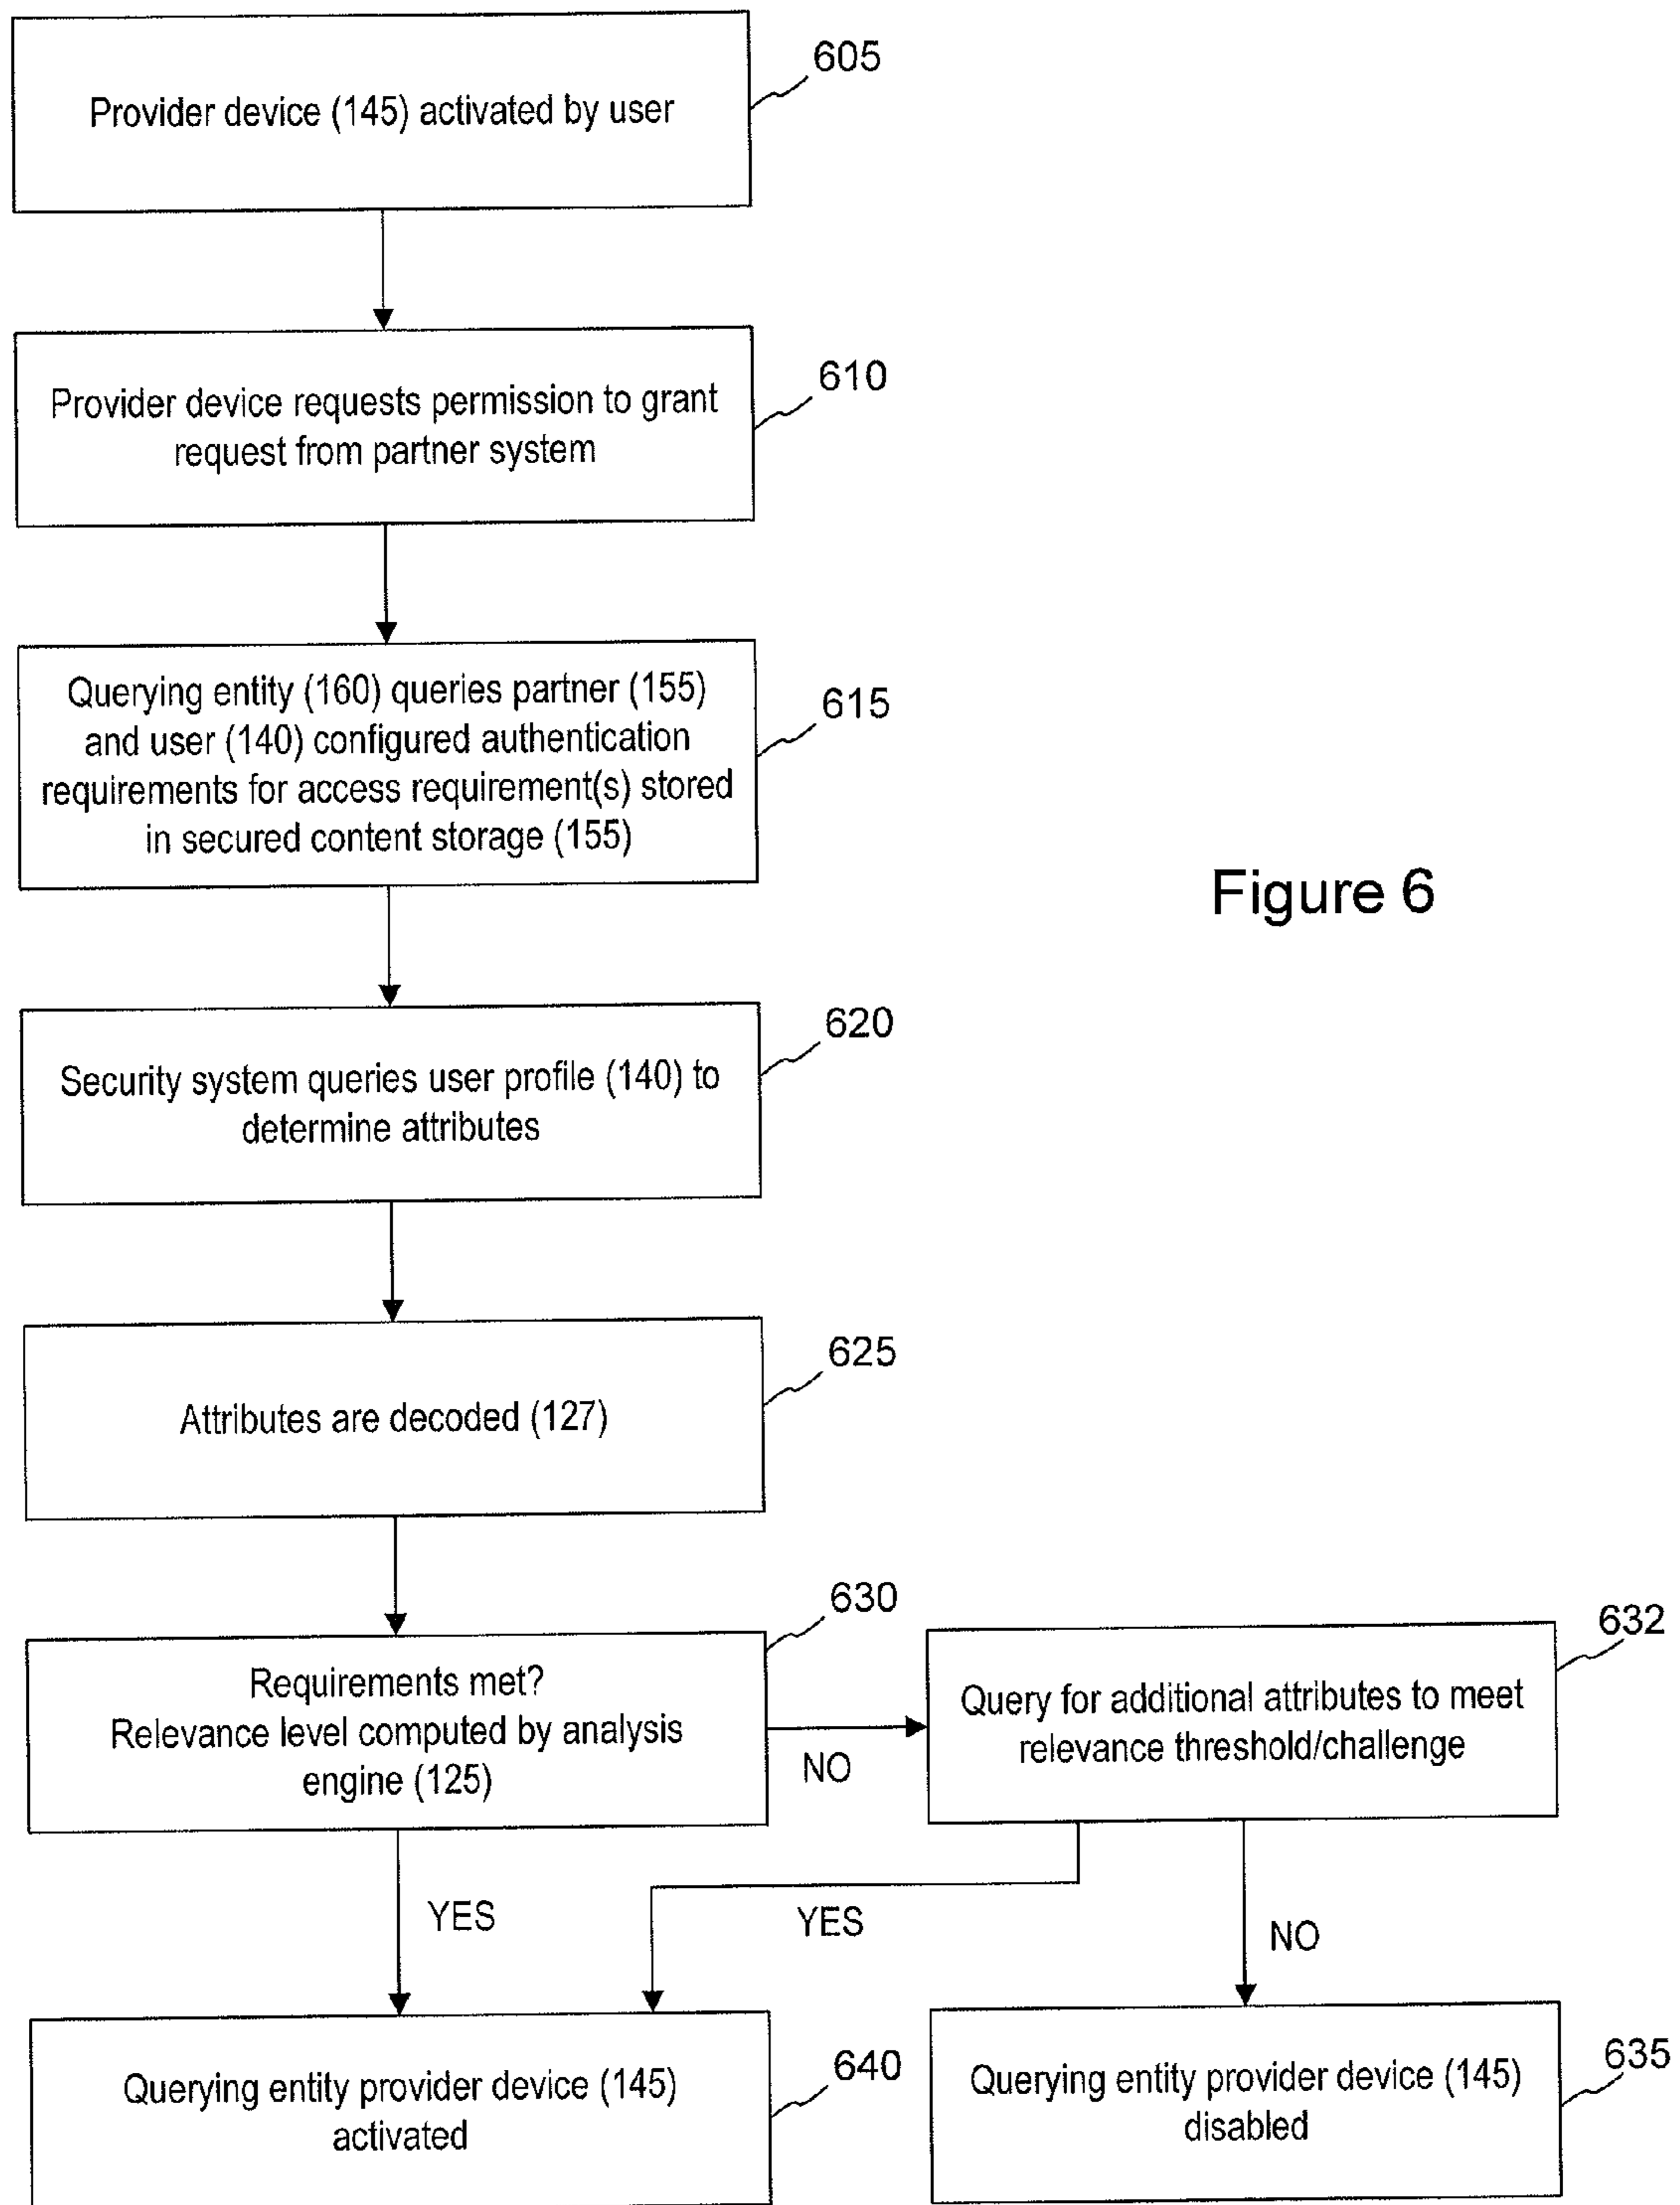 605
Provider device (145) activated by user
610
Provider device requests permission to grant
request from partner system
615
Querying entity (160) queries partner (155)
and user (140) configured authentication
requirements for access requirement(s) stored
in secured content storage (155)
Figure 6
620
Security system queries user profile (140) to
determine attributes
625
Attributes are decoded (127)
630
Requirements met?
Relevance level computed by analysis
engine (125)
NO
632
Query for additional attributes to meet
relevance threshold/challenge
YES
YES
NO
640
Querying entity provider device (145)
activated
635
Querying entity provider device (145)
disabled